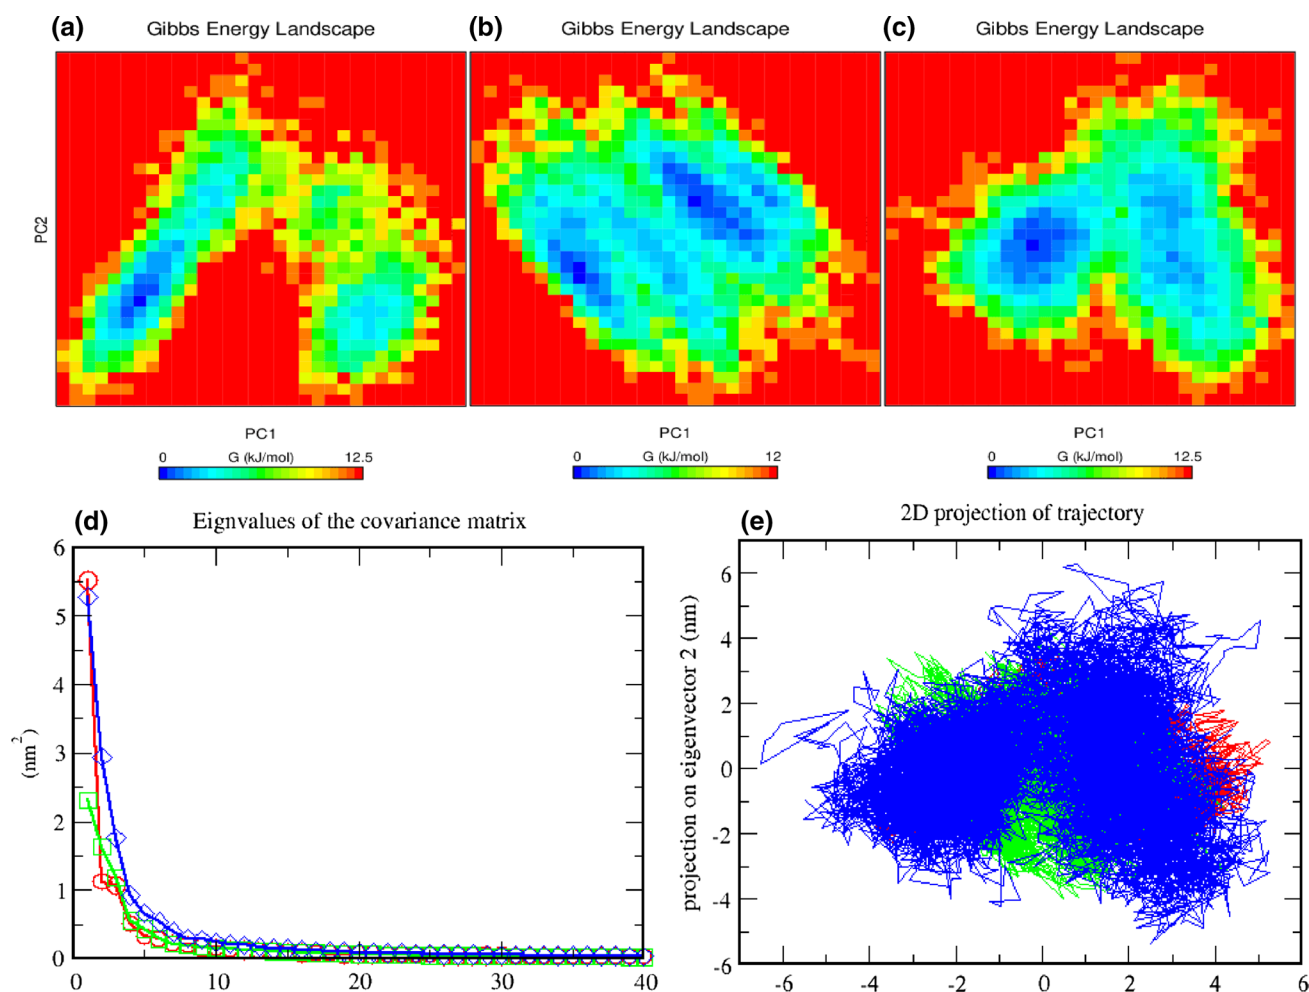 (a) Gibbs Energy Landscape
(b) Gibbs Energy Landscape
(c) Gibbs Energy Landscape
PC2
PC1
0 G (kJ/mol) 12.5
PC1
0 G (kJ/mol) 12
PC1
0 G (kJ/mol) 12.5
(d) Eignvalues of the covariance matrix
(nm²)
6
5
4
3
2
1
0
0 10 20 30 40
(e) 2D projection of trajectory
projection on eigenvector 2 (nm)
6
4
2
0
-2
-4
-6
-6 -4 -2 0 2 4 6